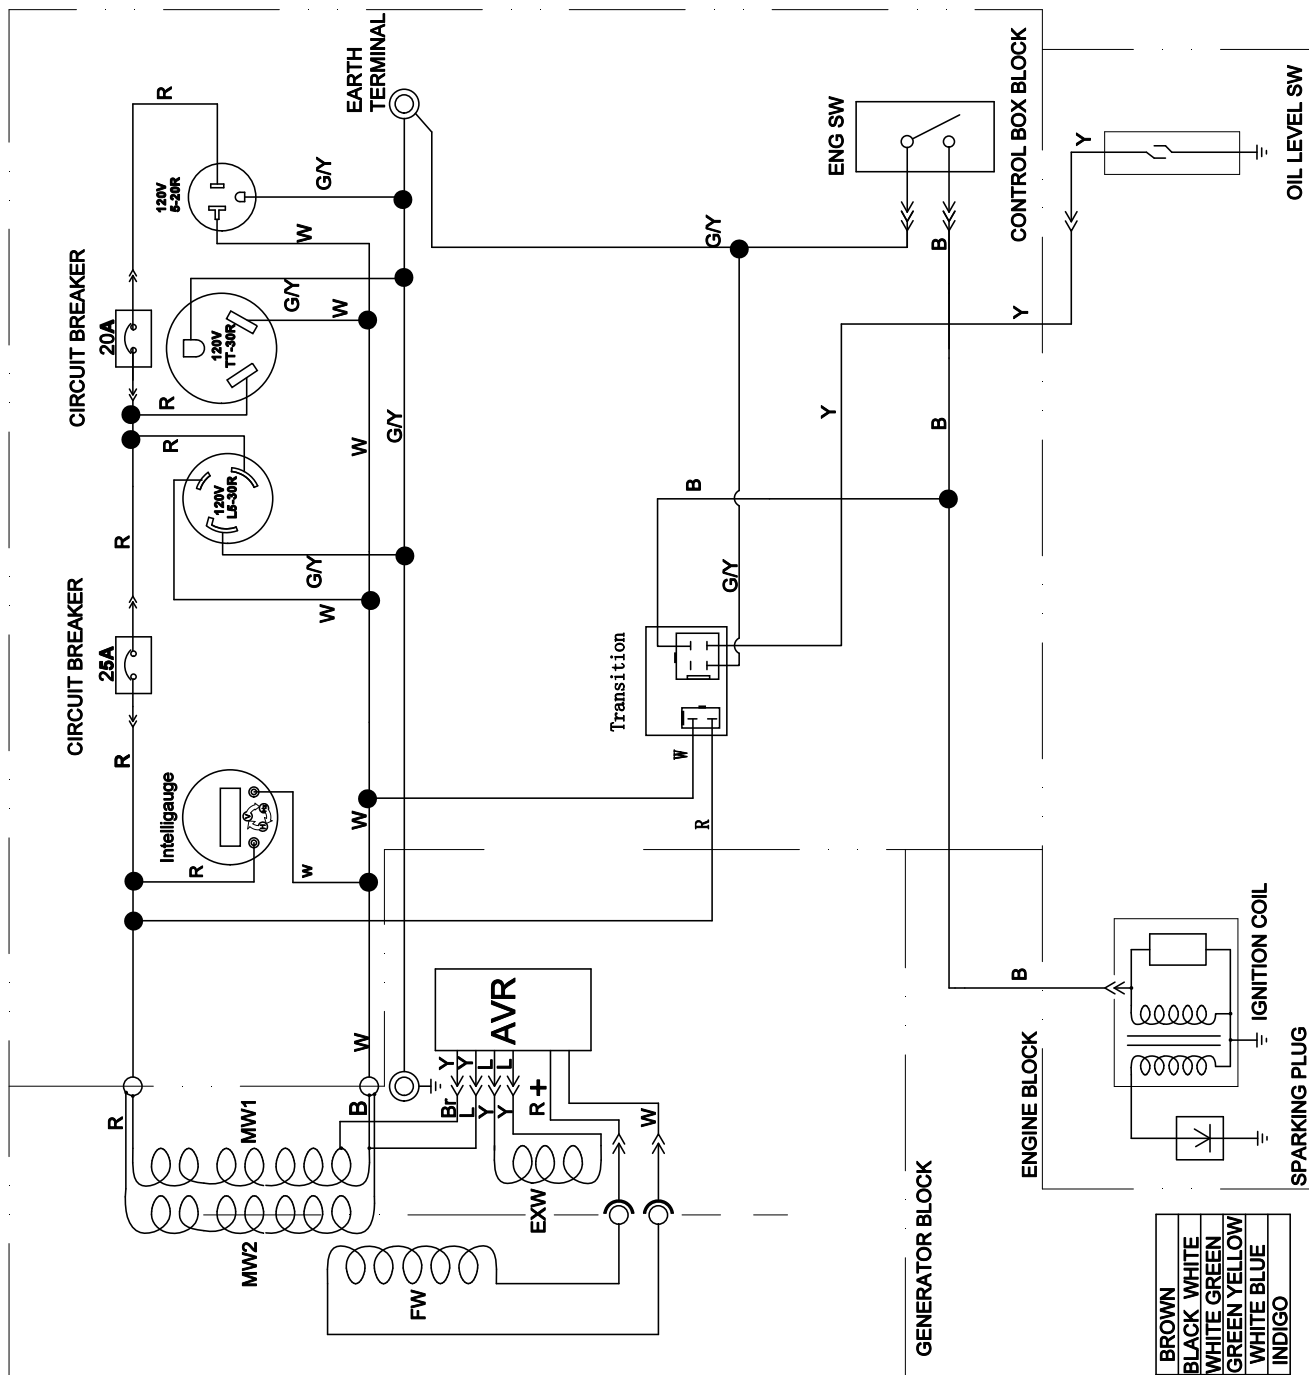 EARTH
TERMINAL
R
120V
5-20R
G/Y
W
CIRCUIT BREAKER
20A
G/Y
W
120V
TT-30R
R
R
W
G/Y
120V
L5-30R
R
G/Y
W
CIRCUIT BREAKER
25A
R
Intelligauge
V
R
w
W
W
ENG SW
CONTROL BOX BLOCK
OIL LEVEL SW
Y
G/Y
B
Y
Y
B
B
G/Y
Transition
W
R
B
AVR
Y
Y
L
L
Br
L
Y
Y
R
+
W
R
B
MW1
MW2
EXW
FW
GENERATOR BLOCK
ENGINE BLOCK
IGNITION COIL
SPARKING PLUG
BROWN
BLACK WHITE
WHITE GREEN
GREEN YELLOW
WHITE BLUE
INDIGO